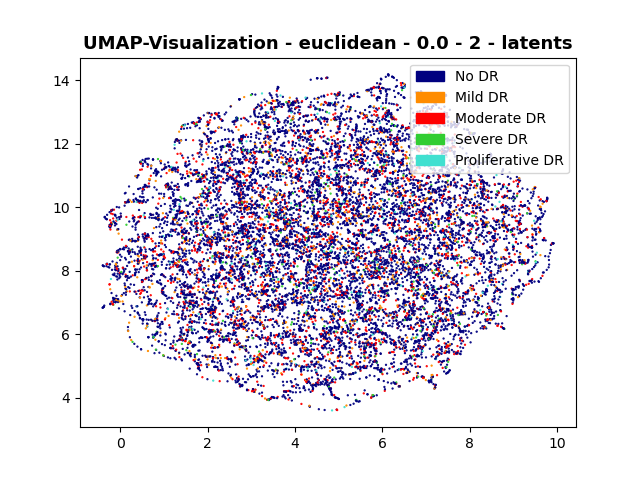 UMAP-Visualization - euclidean - 0.0 - 2 - latents
14
12
10
8
6
4
0 2 4 6 8 10
No DR
Mild DR
Moderate DR
Severe DR
Proliferative DR